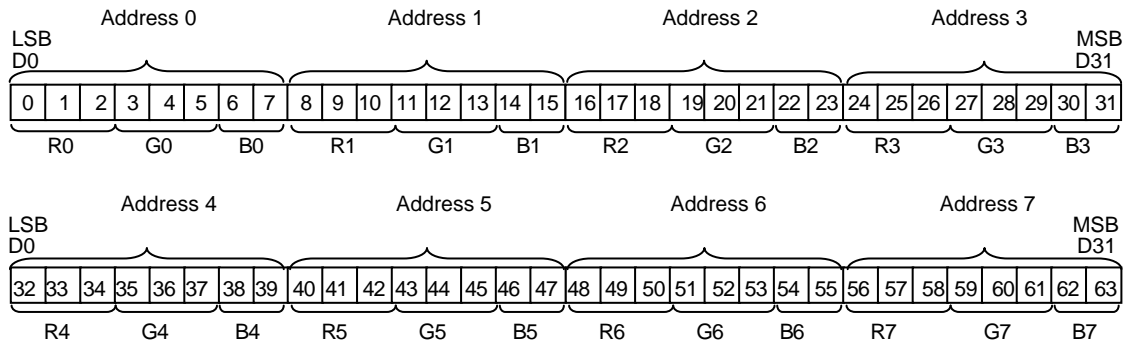 Address 0 Address 1 Address 2 Address 3
LSB MSB
D0 D31
0 1 2 3 4 5 6 7 8 9 10 11 12 13 14 15 16 17 18 19 20 21 22 23 24 25 26 27 28 29 30 31
R0 G0 B0 R1 G1 B1 R2 G2 B2 R3 G3 B3
Address 4 Address 5 Address 6 Address 7
LSB MSB
D0 D31
32 33 34 35 36 37 38 39 40 41 42 43 44 45 46 47 48 49 50 51 52 53 54 55 56 57 58 59 60 61 62 63
R4 G4 B4 R5 G5 B5 R6 G6 B6 R7 G7 B7